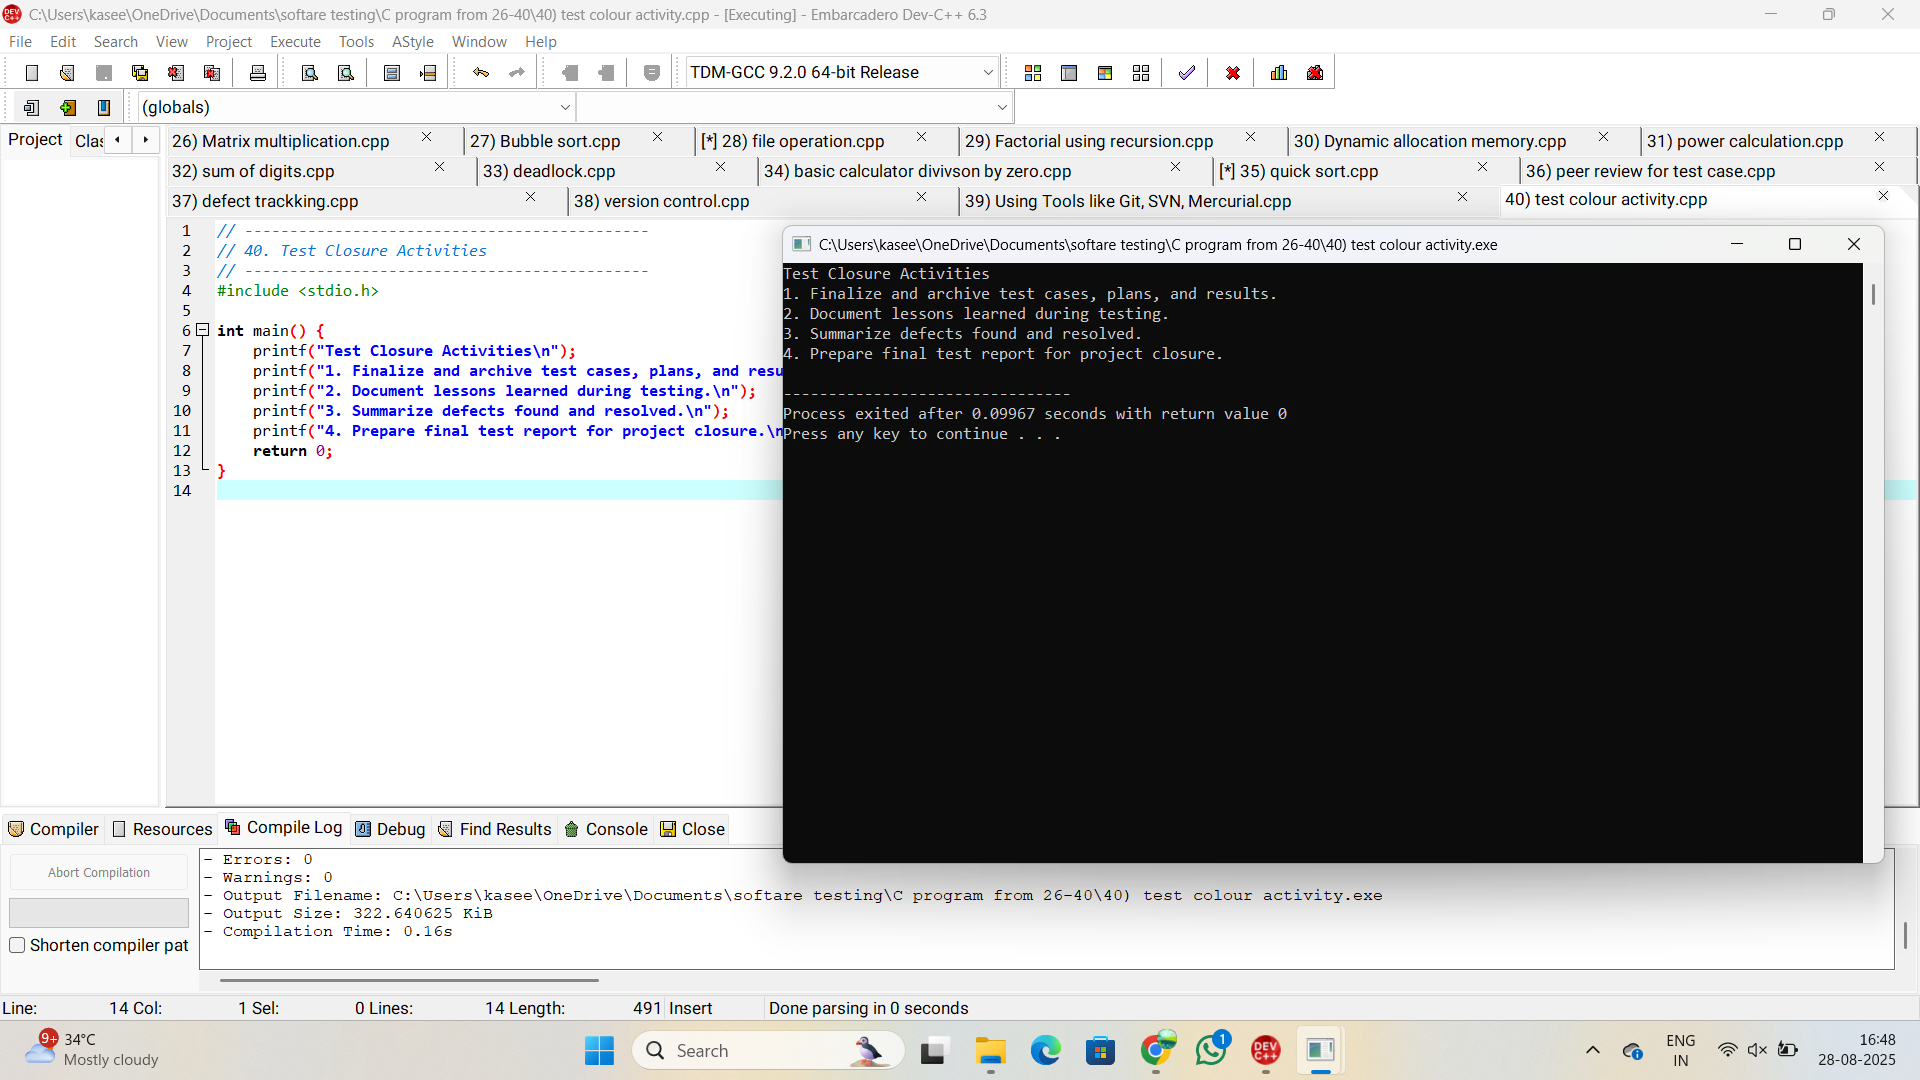 C:\Users\kasee\OneDrive\Documents\softare testing\C program from 26-40\40) test colour activity.cpp - [Executing] - Embarcadero Dev-C++ 6.3
File Edit Search View Project Execute Tools AStyle Window Help
TDM-GCC 9.2.0 64-bit Release
(globals)
Project Clas
26) Matrix multiplication.cpp 27) Bubble sort.cpp [*] 28) file operation.cpp 29) Factorial using recursion.cpp 30) Dynamic allocation memory.cpp 31) power calculation.cpp
32) sum of digits.cpp 33) deadlock.cpp 34) basic calculator divivson by zero.cpp [*] 35) quick sort.cpp 36) peer review for test case.cpp
37) defect trackking.cpp 38) version control.cpp 39) Using Tools like Git, SVN, Mercurial.cpp 40) test colour activity.cpp
1 // ---------------------------------------------
2 // 40. Test Closure Activities
3 // ---------------------------------------------
4 #include <stdio.h>
5
6 int main() {
7 printf("Test Closure Activities\n");
8 printf("1. Finalize and archive test cases, plans, and resu
9 printf("2. Document lessons learned during testing.\n");
10 printf("3. Summarize defects found and resolved.\n");
11 printf("4. Prepare final test report for project closure.\n
12 return 0;
13 }
14
C:\Users\kasee\OneDrive\Documents\softare testing\C program from 26-40\40) test colour activity.exe
Test Closure Activities
1. Finalize and archive test cases, plans, and results.
2. Document lessons learned during testing.
3. Summarize defects found and resolved.
4. Prepare final test report for project closure.
--------------------------------
Process exited after 0.09967 seconds with return value 0
Press any key to continue . . .
Compiler Resources Compile Log Debug Find Results Console Close
Abort Compilation
Shorten compiler pat
- Errors: 0
- Warnings: 0
- Output Filename: C:\Users\kasee\OneDrive\Documents\softare testing\C program from 26-40\40) test colour activity.exe
- Output Size: 322.640625 KiB
- Compilation Time: 0.16s
Line: 14 Col: 1 Sel: 0 Lines: 14 Length: 491 Insert Done parsing in 0 seconds
9+ 34°C
Mostly cloudy
Search
DEV C++
1
ENG
IN
16:48
28-08-2025